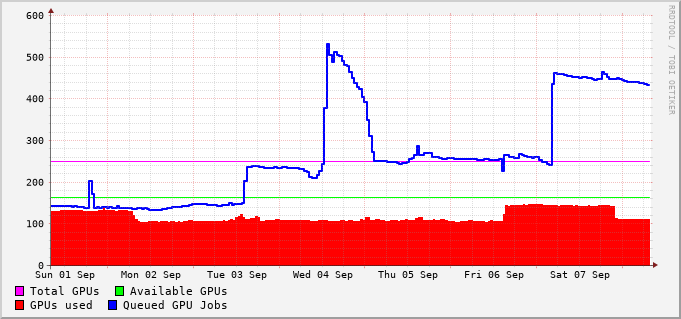 600
500
400
300
200
100
0
Sun 01 Sep Mon 02 Sep Tue 03 Sep Wed 04 Sep Thu 05 Sep Fri 06 Sep Sat 07 Sep
Total GPUs Available GPUs
GPUs used Queued GPU Jobs
RRDTOOL / TOBI OETIKER